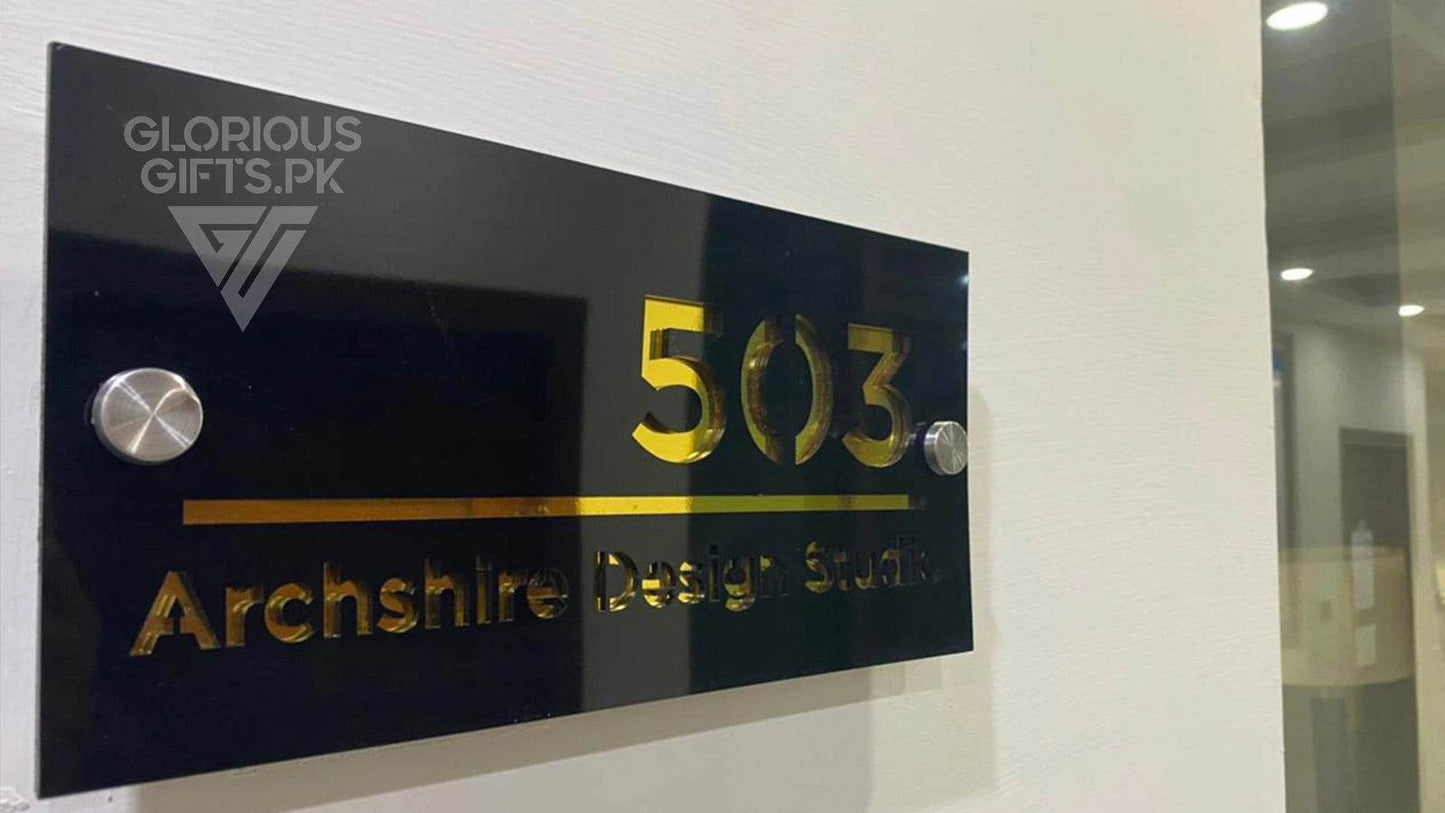 GLORIOUS
GIFTS.PK
503
Archshire Design Studio